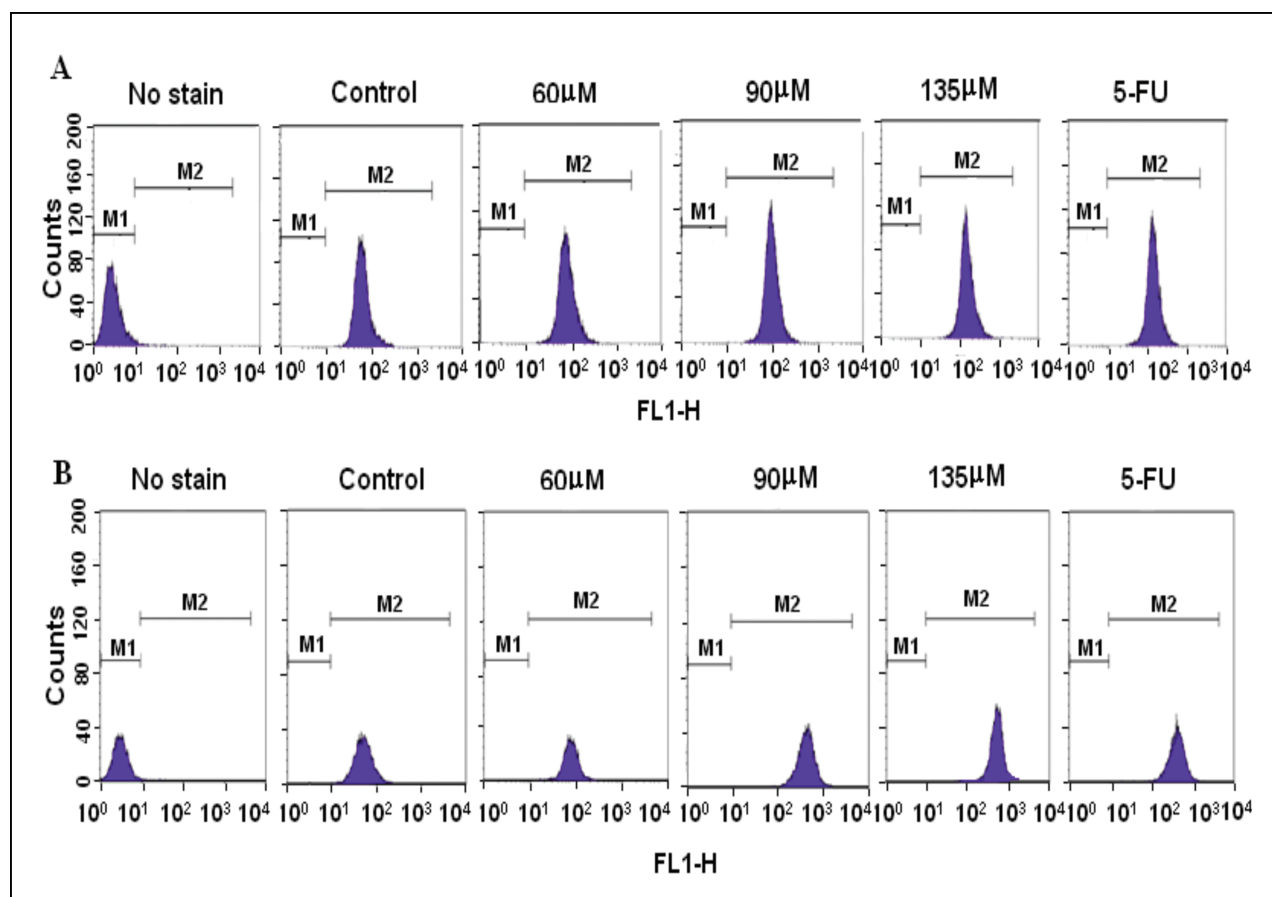 A
No stain Control 60µM 90µM 135µM 5-FU
200
160
120
80
40
0
Counts
M1 M2
M1 M2
M1 M2
M1 M2
M1 M2
M1 M2
10⁰ 10¹ 10² 10³ 10⁰ 10¹ 10² 10³ 10⁴ 10⁰ 10¹ 10² 10³ 10⁴ 10⁰ 10¹ 10² 10³ 10⁴ 10⁰ 10¹ 10² 10³ 10⁴ 10¹ 10² 10³ 10⁴
FL1-H
B
No stain Control 60µM 90µM 135µM 5-FU
200
160
120
80
40
0
Counts
M1 M2
M1 M2
M1 M2
M1 M2
M1 M2
M1 M2
10⁰ 10¹ 10² 10³ 10⁴ 10⁰ 10¹ 10² 10³ 10⁴ 10⁰ 10¹ 10² 10³ 10⁴ 10⁰ 10¹ 10² 10³ 10⁴ 10⁰ 10¹ 10² 10³ 10⁴ 10⁰ 10¹ 10² 10³ 10⁴
FL1-H